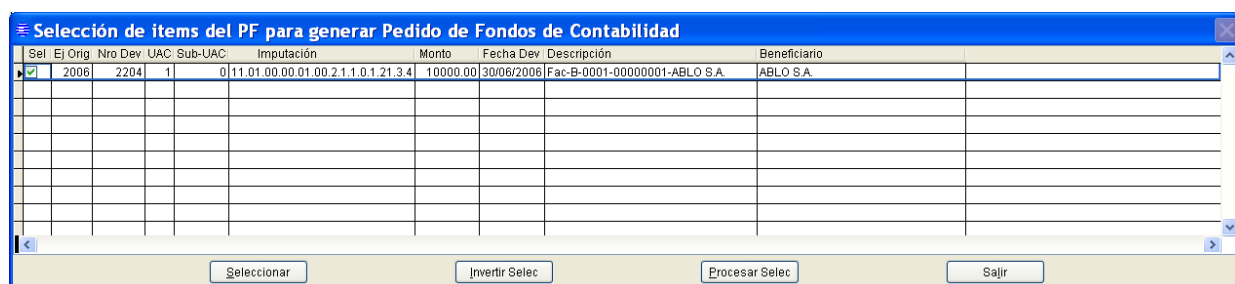 Selección de items del PF para generar Pedido de Fondos de Contabilidad
Sel Ej Orig Nro Dev UAC Sub-UAC Imputación Monto Fecha Dev Descripción Beneficiario
2006 2204 1 0 11.01.00.00.01.00.2.1.1.0.1.21.3.4 10000.00 30/06/2006 Fac-B-0001-00000001-ABLO S.A. ABLO S.A.
Seleccionar Invertir Selec Procesar Selec Salir